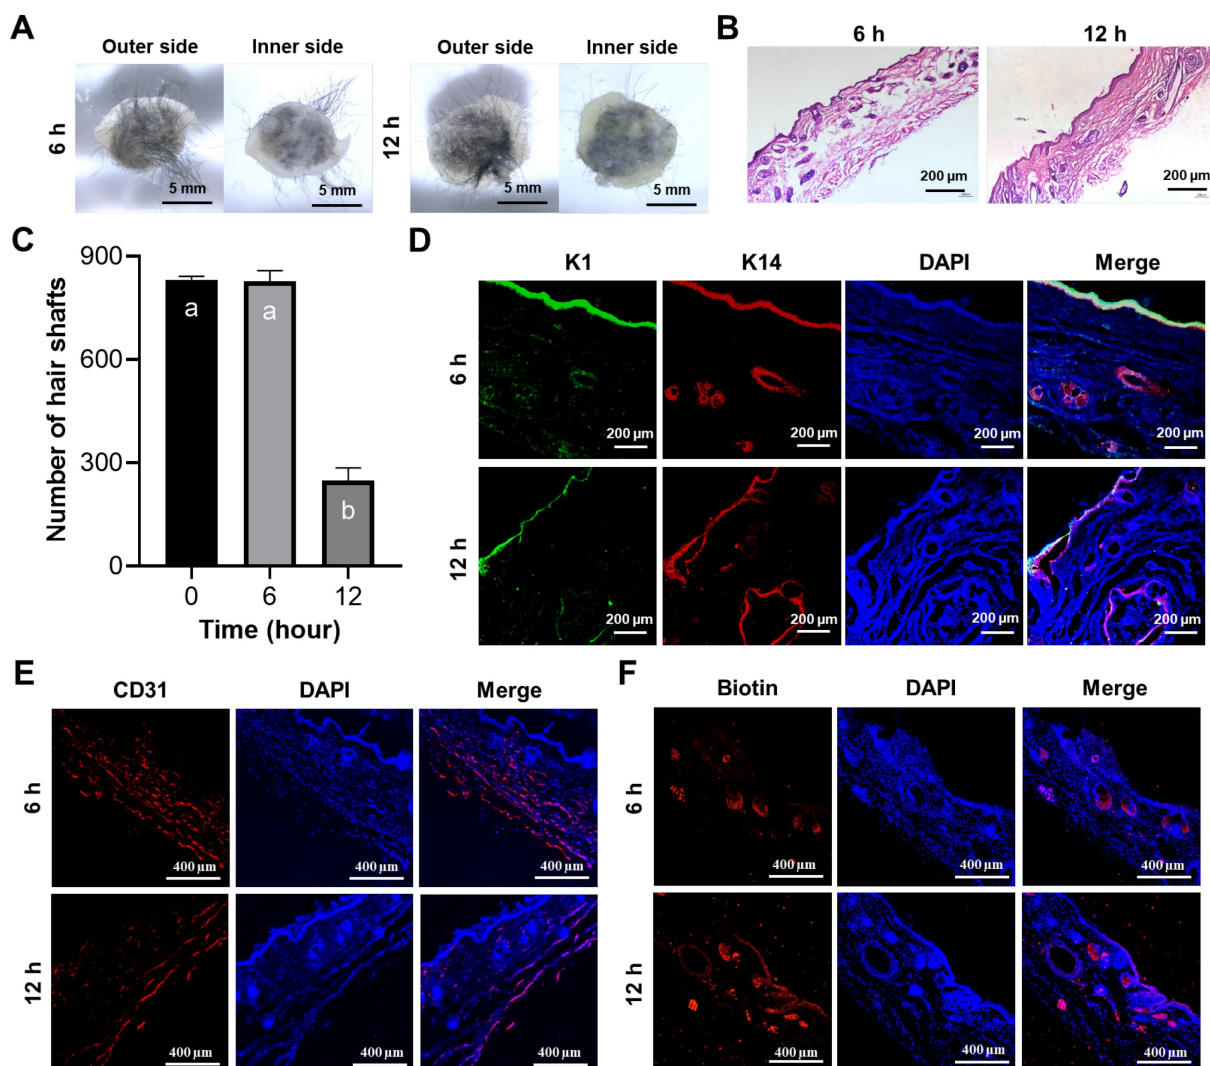 A
Outer side
Inner side
Outer side
Inner side
6 h
5 mm
5 mm
12 h
5 mm
5 mm
B
6 h
12 h
200 µm
200 µm
C
900
600
300
0
Number of hair shafts
a
a
b
0
6
12
Time (hour)
D
K1
K14
DAPI
Merge
6 h
200 µm
200 µm
200 µm
200 µm
12 h
200 µm
200 µm
200 µm
200 µm
E
CD31
DAPI
Merge
6 h
400 µm
400 µm
400 µm
12 h
400 µm
400 µm
400 µm
F
Biotin
DAPI
Merge
6 h
400 µm
400 µm
400 µm
12 h
400 µm
400 µm
400 µm